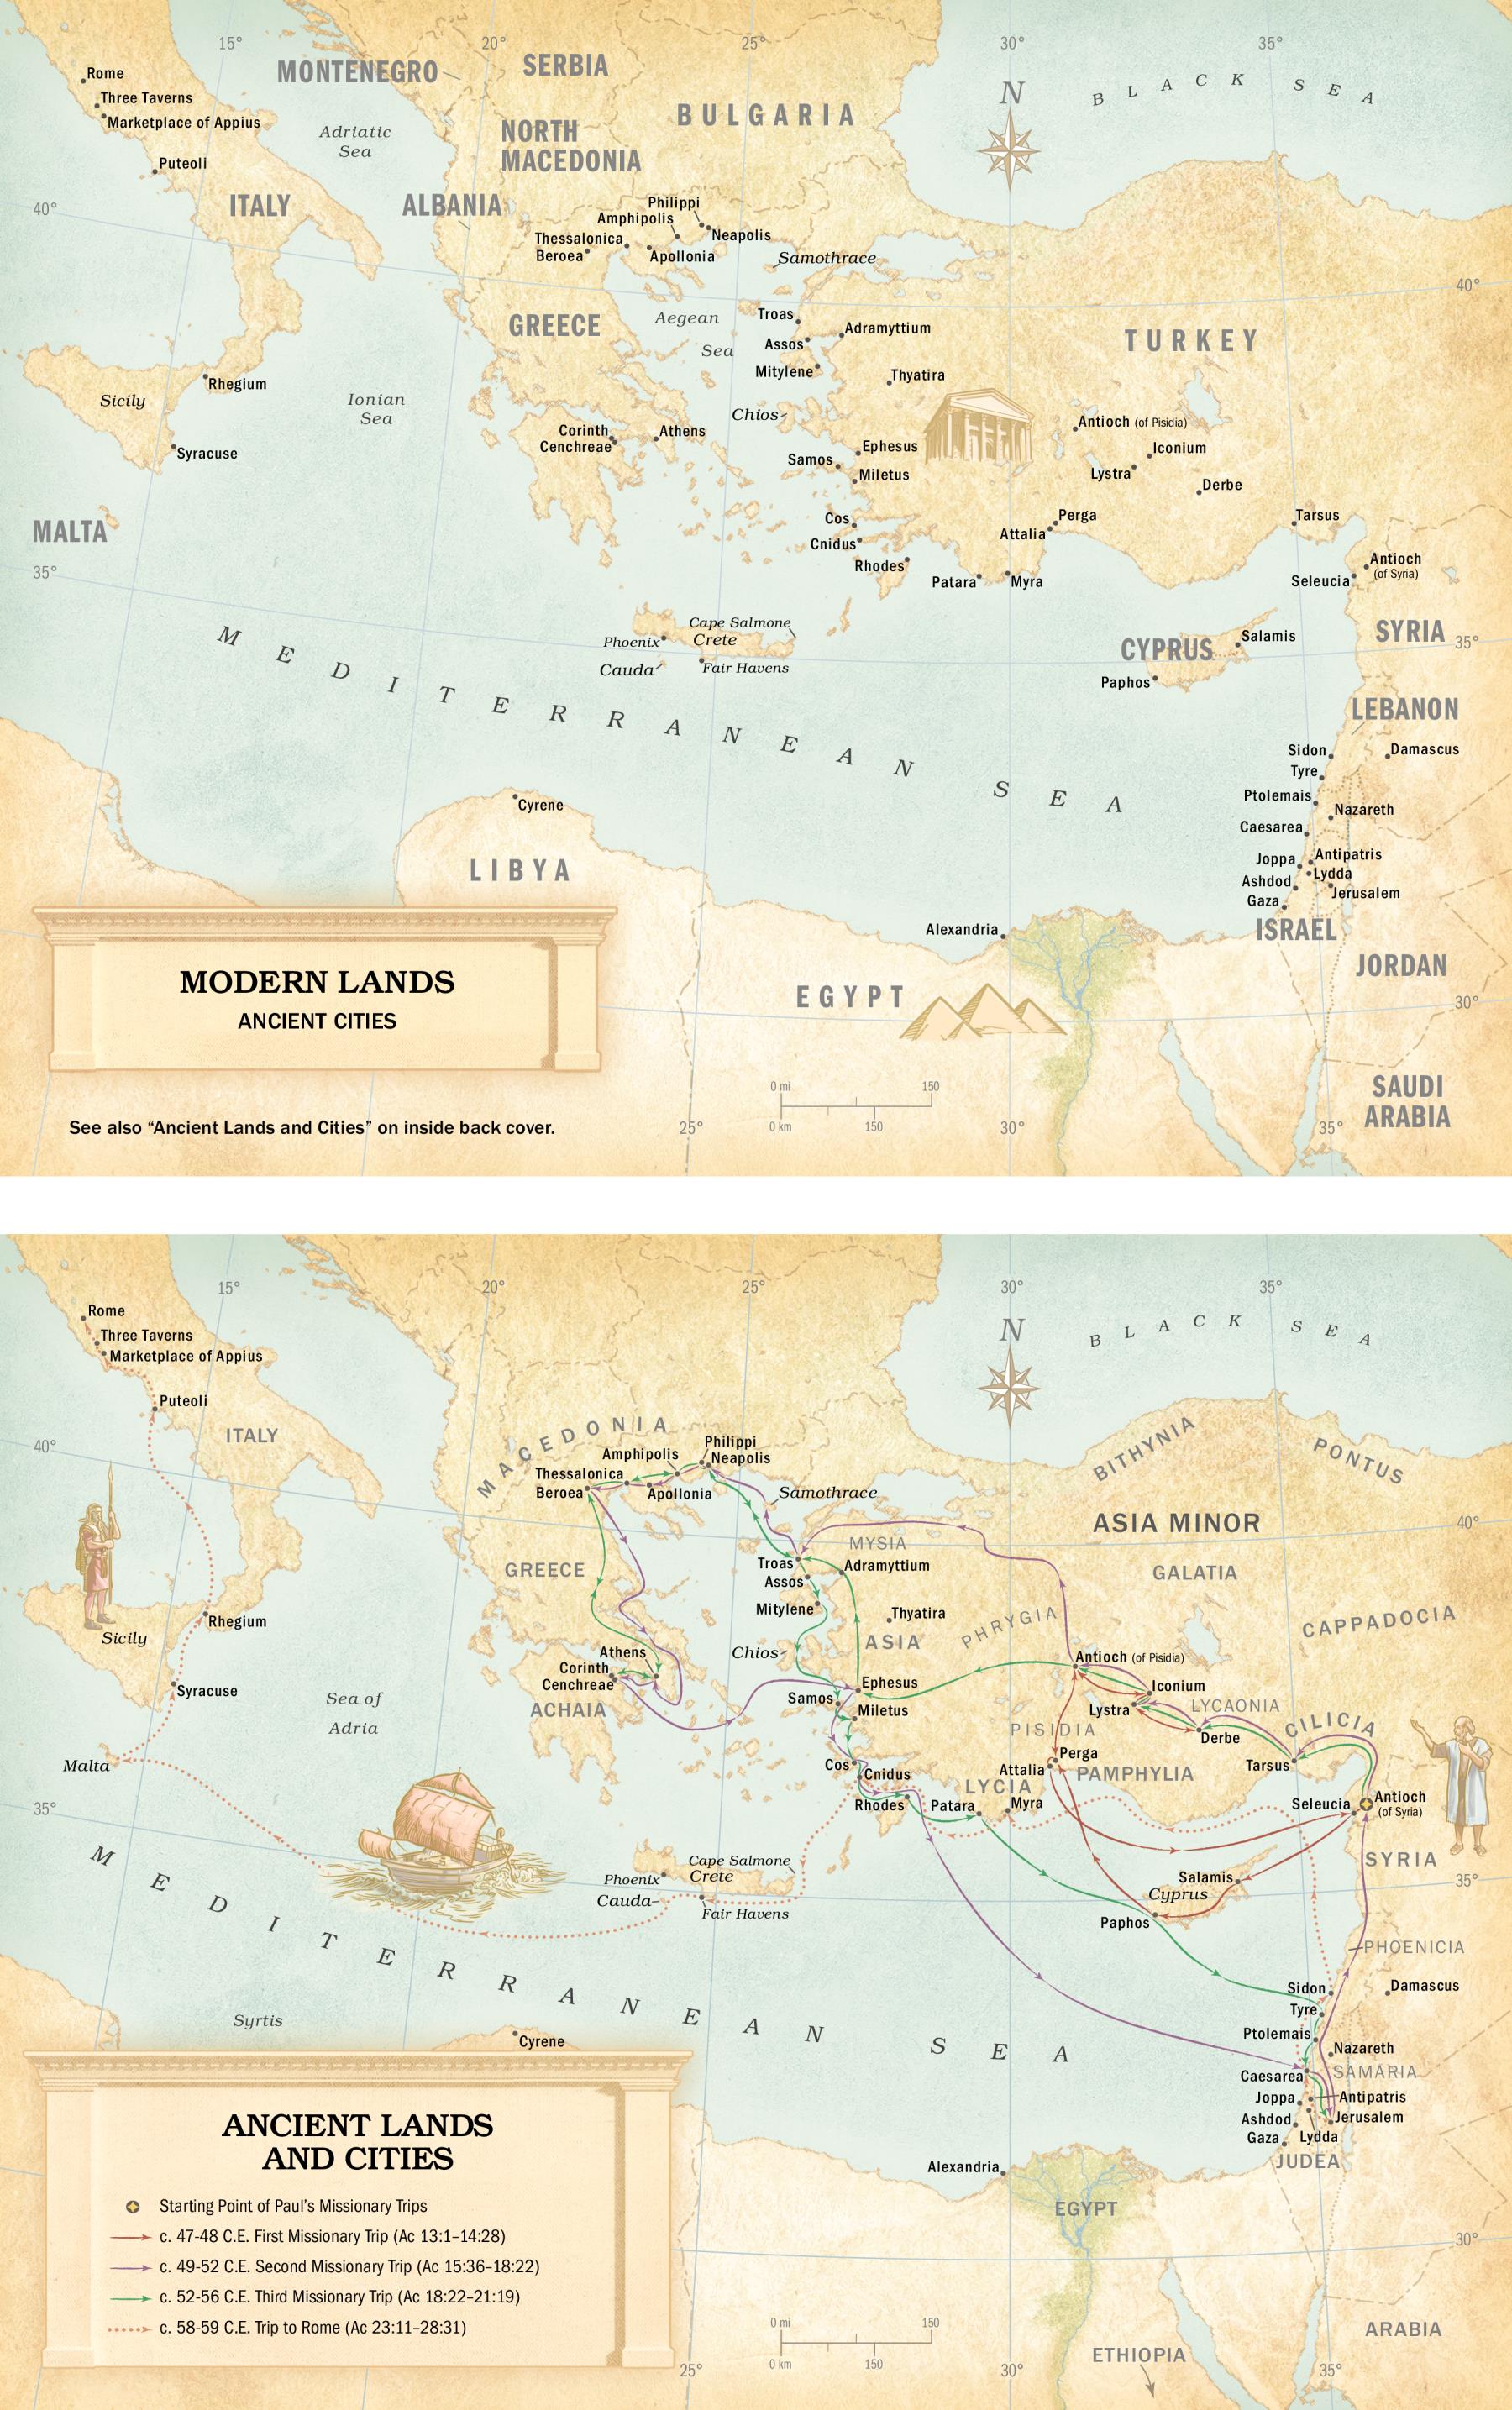 15°
20°
25°
30°
35°
MONTENEGRO
SERBIA
BULGARIA
N
BLACK SEA
Rome
Three Taverns
Marketplace of Appius
Adriatic
Sea
NORTH
MACEDONIA
Puteoli
ITALY
ALBANIA
40°
Philippi
Amphipolis
Neapolis
Thessalonica
Beroea
Apollonia
Samothrace
40°
GREECE
Aegean
Sea
Troas
Adramyttium
Assos
Mitylene
Thyatira
TURKEY
Rhegium
Sicily
Ionian
Sea
Chios
Antioch (of Pisidia)
Corinth
Cenchreae
Athens
Ephesus
Iconium
Syracuse
Samos
Miletus
Lystra
Derbe
MALTA
Cos
Cnidus
Perga
Attalia
Tarsus
35°
Rhodes
Patara
Myra
Antioch
(of Syria)
Seleucia
Cape Salmone
Phoenix
Crete
Cauda
Fair Havens
CYPRUS
Salamis
SYRIA
35°
Paphos
MEDITERRANEAN SEA
LEBANON
Sidon
Damascus
Tyre
Ptolemais
Nazareth
Cyrene
Caesarea
LIBYA
Joppa
Antipatris
Lydda
Ashdod
Jerusalem
Gaza
ISRAEL
Alexandria
JORDAN
EGYPT
30°
MODERN LANDS
ANCIENT CITIES
SAUDI
ARABIA
0 mi 150
0 km 150
See also “Ancient Lands and Cities” on inside back cover.
25°
30°
35°
15°
20°
25°
30°
35°
N
BLACK SEA
Rome
Three Taverns
Marketplace of Appius
Puteoli
ITALY
40°
MACEDONIA
BITHYNIA
PONTUS
Philippi
Amphipolis
Neapolis
Thessalonica
Beroea
Apollonia
Samothrace
ASIA MINOR
40°
MYSIA
GREECE
Troas
Adramyttium
Assos
GALATIA
Mitylene
Thyatira
Rhegium
Sicily
ASIA
PHRYGIA
CAPPADOCIA
Athens
Chios
Antioch (of Pisidia)
Corinth
Cenchreae
Ephesus
Iconium
Syracuse
Sea of
Adria
ACHAIA
Samos
Miletus
Lystra
LYCAONIA
PISIDIA
Derbe
CILICIA
Malta
Cos
Cnidus
Perga
Attalia
PAMPHYLIA
Tarsus
LYCIA
35°
Rhodes
Patara
Myra
Seleucia
Antioch
(of Syria)
MEDITERRANEAN SEA
Cape Salmone
Phoenix
Crete
Cauda
Fair Havens
SYRIA
35°
Salamis
Cyprus
Paphos
PHOENICIA
Sidon
Damascus
Tyre
Syrtis
Cyrene
Ptolemais
Nazareth
Caesarea
SAMARIA
Joppa
Antipatris
Ashdod
Jerusalem
Gaza
Lydda
JUDEA
Alexandria
EGYPT
30°
ANCIENT LANDS
AND CITIES
Starting Point of Paul’s Missionary Trips
c. 47-48 C.E. First Missionary Trip (Ac 13:1–14:28)
c. 49-52 C.E. Second Missionary Trip (Ac 15:36–18:22)
c. 52-56 C.E. Third Missionary Trip (Ac 18:22–21:19)
c. 58-59 C.E. Trip to Rome (Ac 23:11–28:31)
0 mi 150
0 km 150
ARABIA
ETHIOPIA
25°
30°
35°